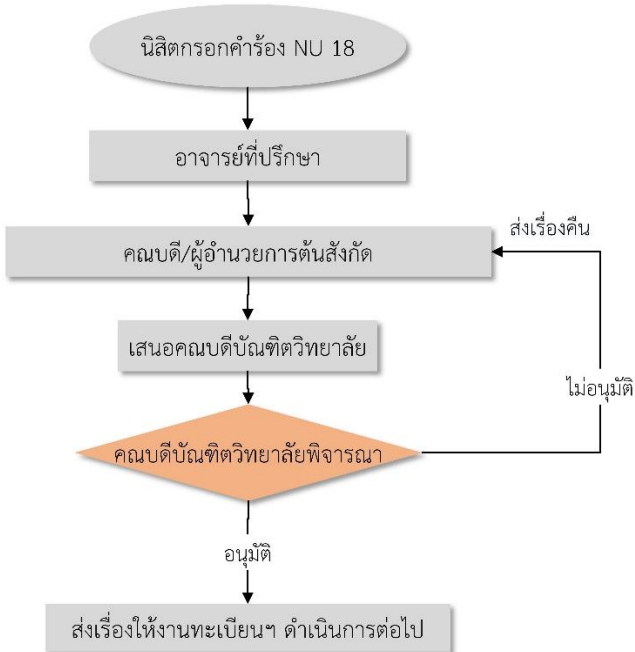 นิสิตกรอกคำร้อง NU 18
อาจารย์ที่ปรึกษา
ส่งเรื่องคืน
คณบดี/ผู้อำนวยการต้นสังกัด
เสนอคณบดีบัณฑิตวิทยาลัย
ไม่อนุมัติ
คณบดีบัณฑิตวิทยาลัยพิจารณา
อนุมัติ
ส่งเรื่องให้งานทะเบียนฯ ดำเนินการต่อไป